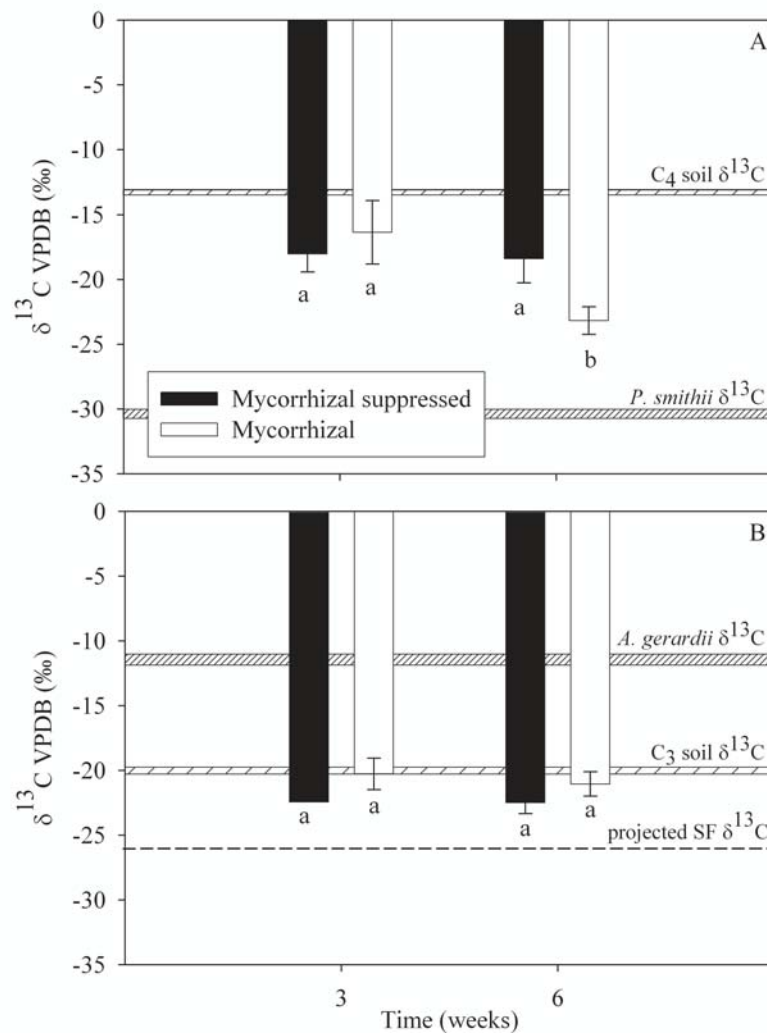 A
0
-5
-10
-15
-20
-25
-30
-35
δ¹³C VPDB (‰)
C₄ soil δ¹³C
a
a
a
b
P. smithii δ¹³C
Mycorrhizal suppressed
Mycorrhizal
B
0
-5
-10
-15
-20
-25
-30
-35
δ¹³C VPDB (‰)
A. gerardii δ¹³C
C₃ soil δ¹³C
a
a
a
a
projected SF δ¹³C
3
6
Time (weeks)